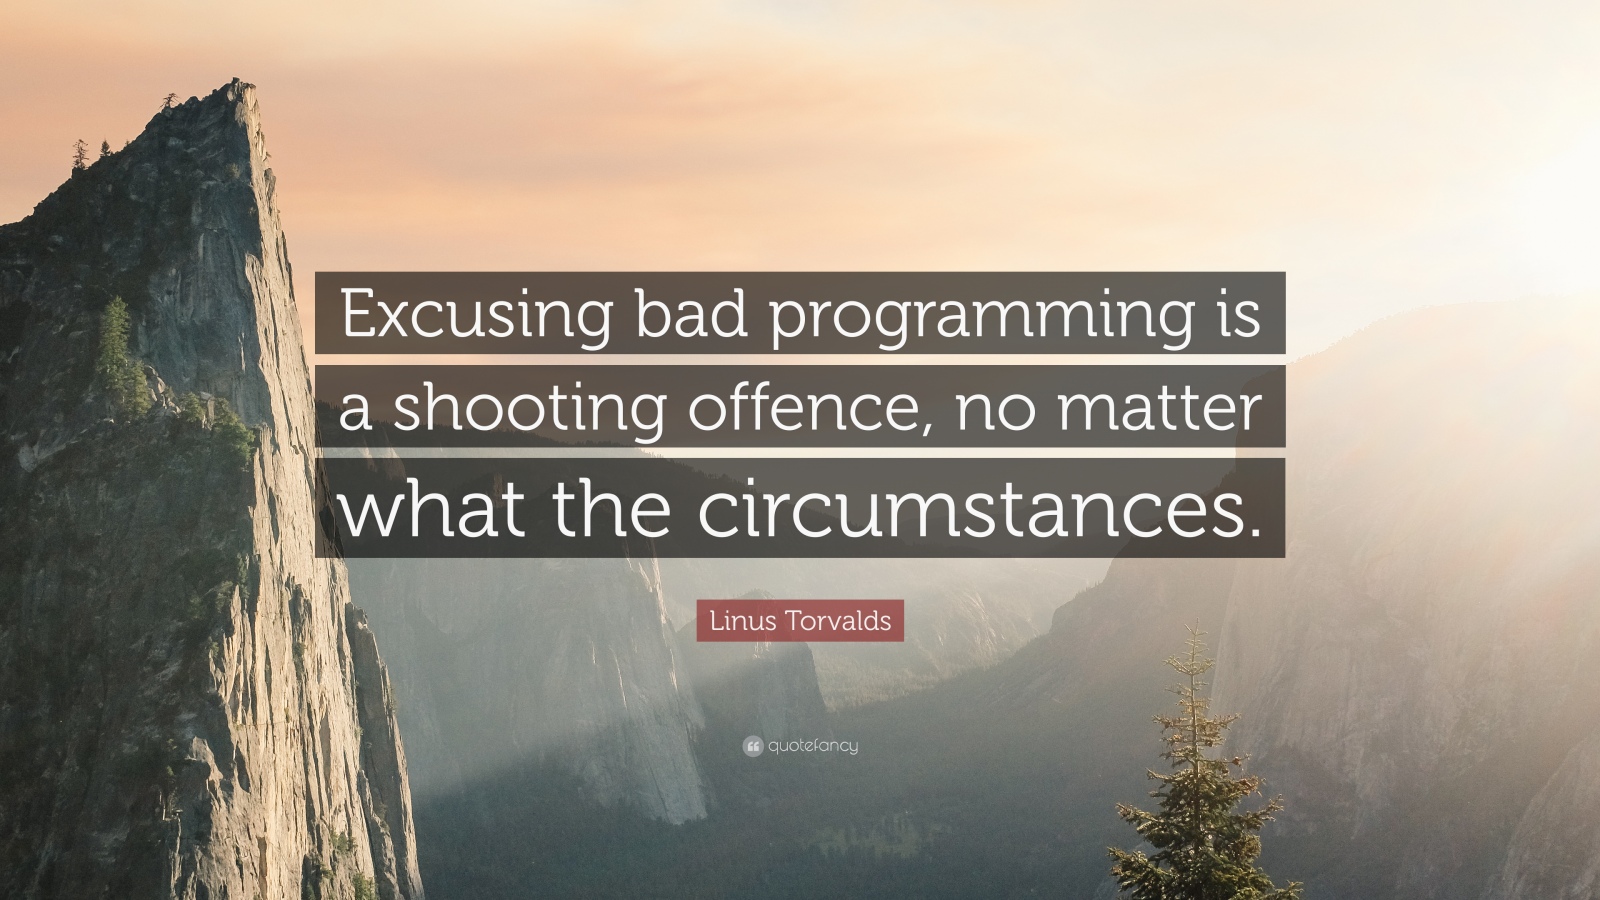 Excusing bad programming is
a shooting offence, no matter
what the circumstances.
Linus Torvalds
quotefancy